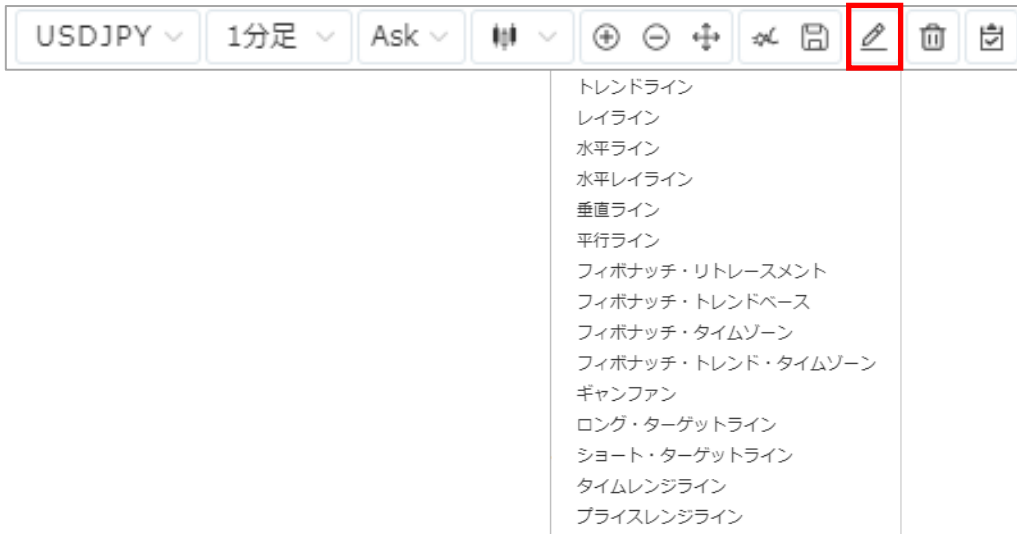 USDJPY 1分足 Ask
トレンドライン
レイライン
水平ライン
水平レイライン
垂直ライン
平行ライン
フィボナッチ・リトレースメント
フィボナッチ・トレンドベース
フィボナッチ・タイムゾーン
フィボナッチ・トレンド・タイムゾーン
ギャンファン
ロング・ターゲットライン
ショート・ターゲットライン
タイムレンジライン
プライスレンジライン